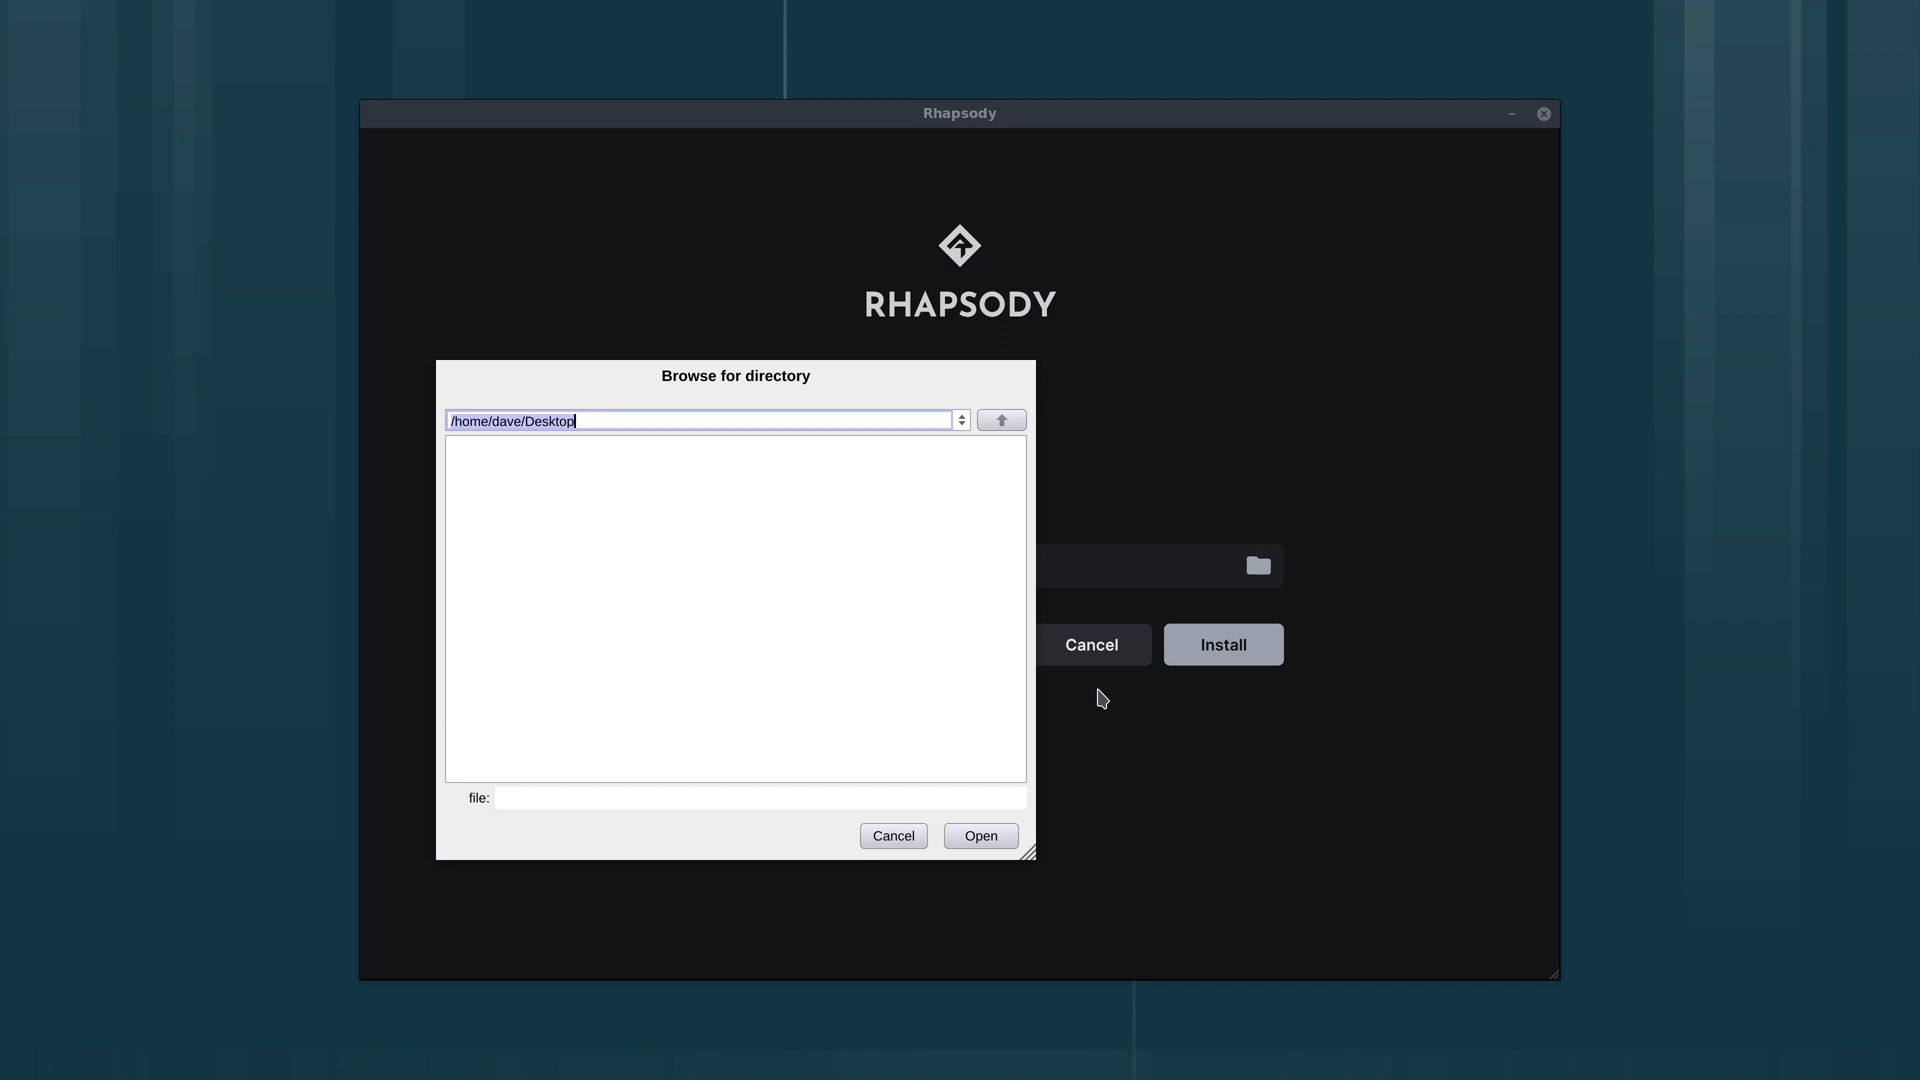 Rhapsody
RHAPSODY
Browse for directory
/home/dave/Desktop
file:
Cancel
Open
Cancel
Install